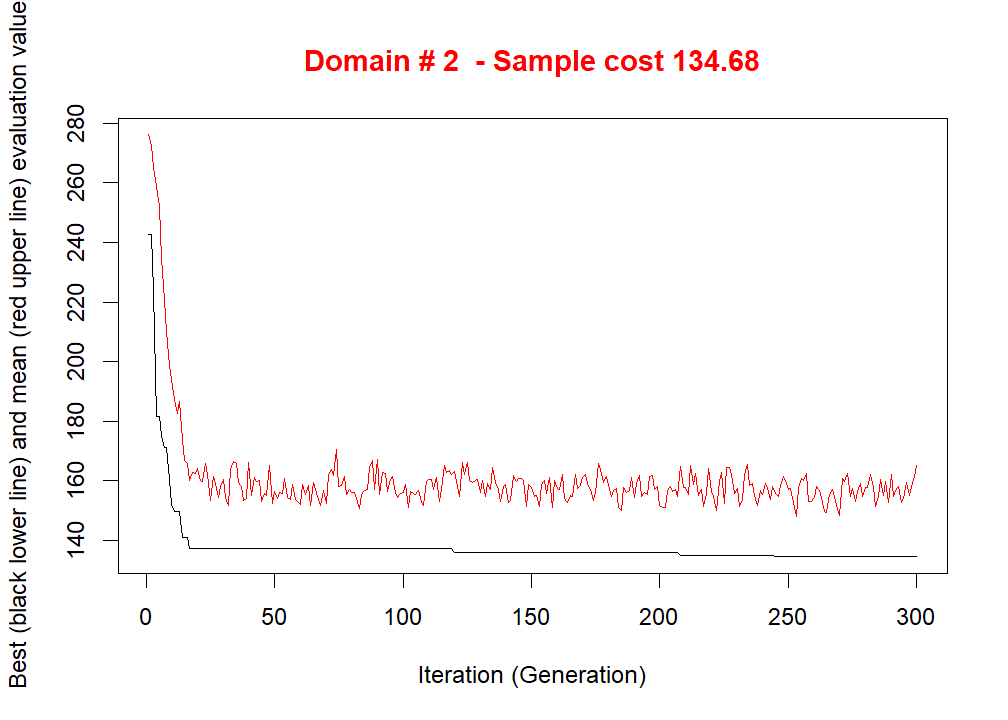 Domain # 2  - Sample cost 134.68
Best (black lower line) and mean (red upper line) evaluation value
280
260
240
220
200
180
160
140
0 50 100 150 200 250 300
Iteration (Generation)